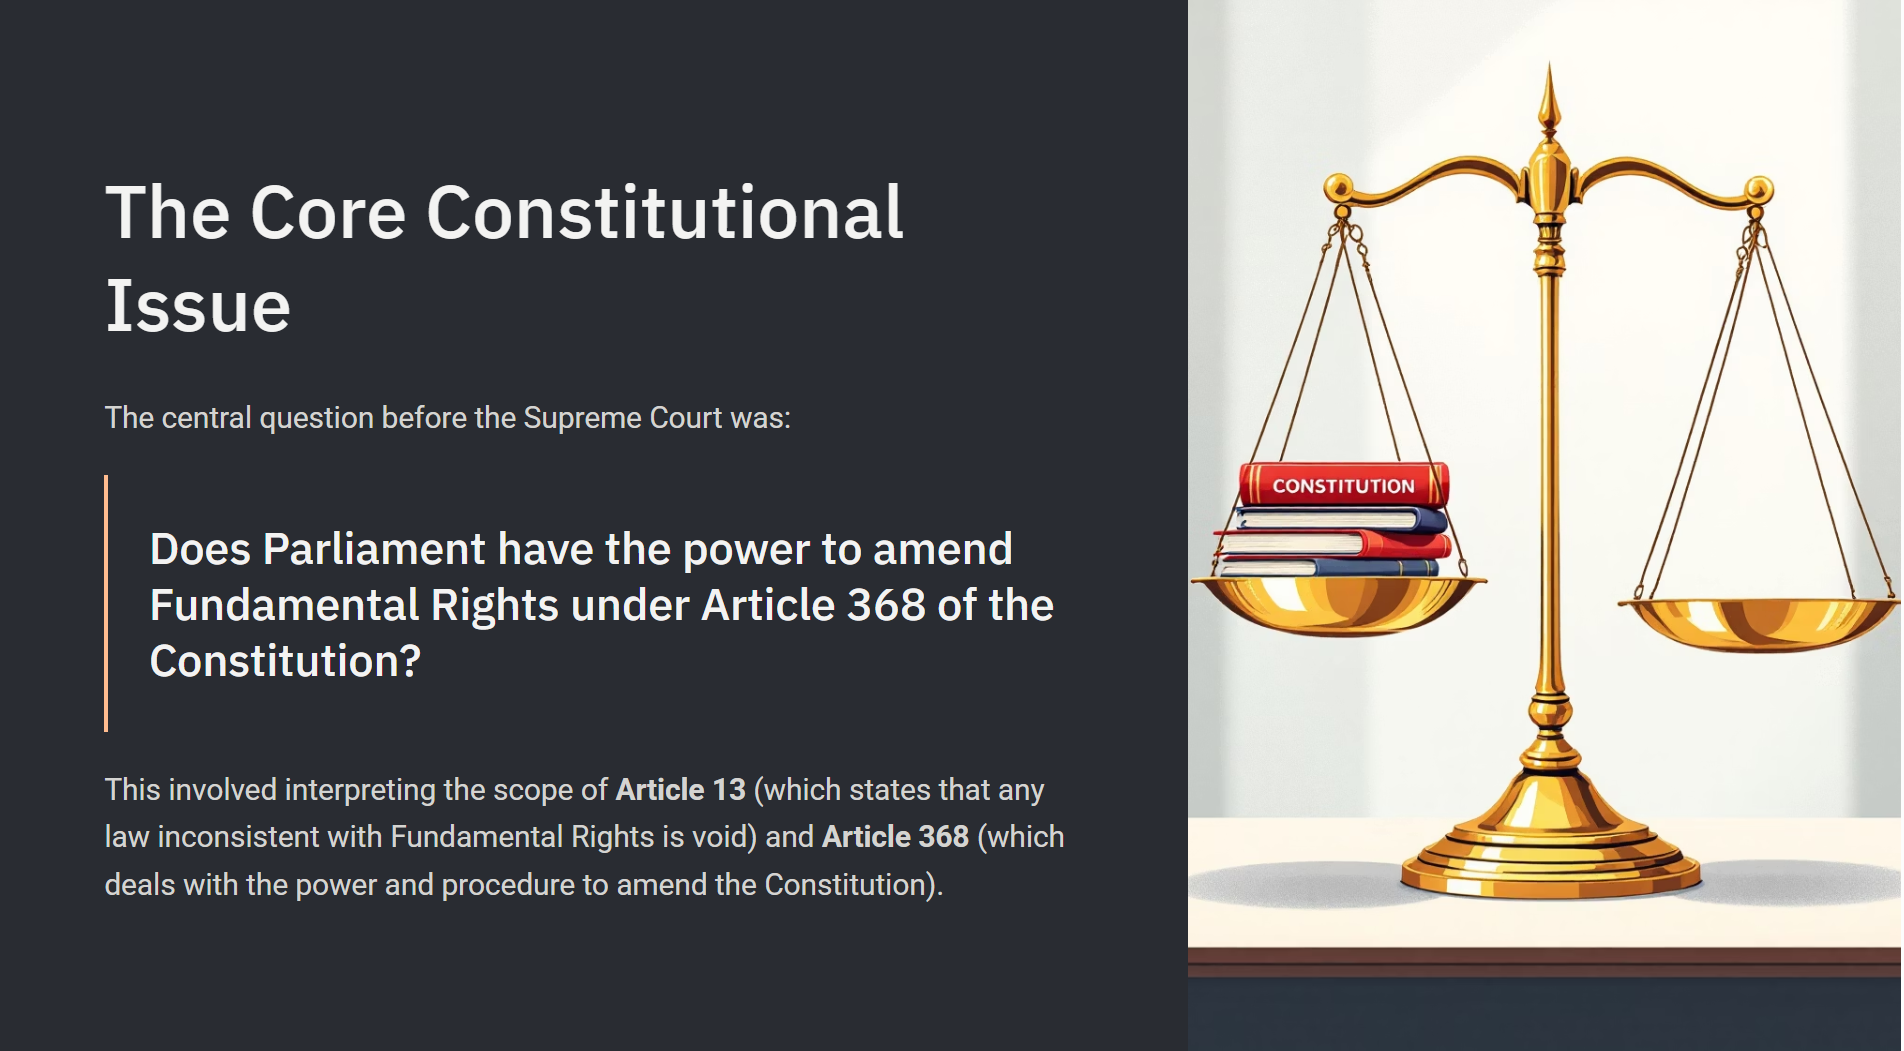 The Core Constitutional
Issue
The central question before the Supreme Court was:
Does Parliament have the power to amend
Fundamental Rights under Article 368 of the
Constitution?
This involved interpreting the scope of Article 13 (which states that any
law inconsistent with Fundamental Rights is void) and Article 368 (which
deals with the power and procedure to amend the Constitution).
CONSTITUTION